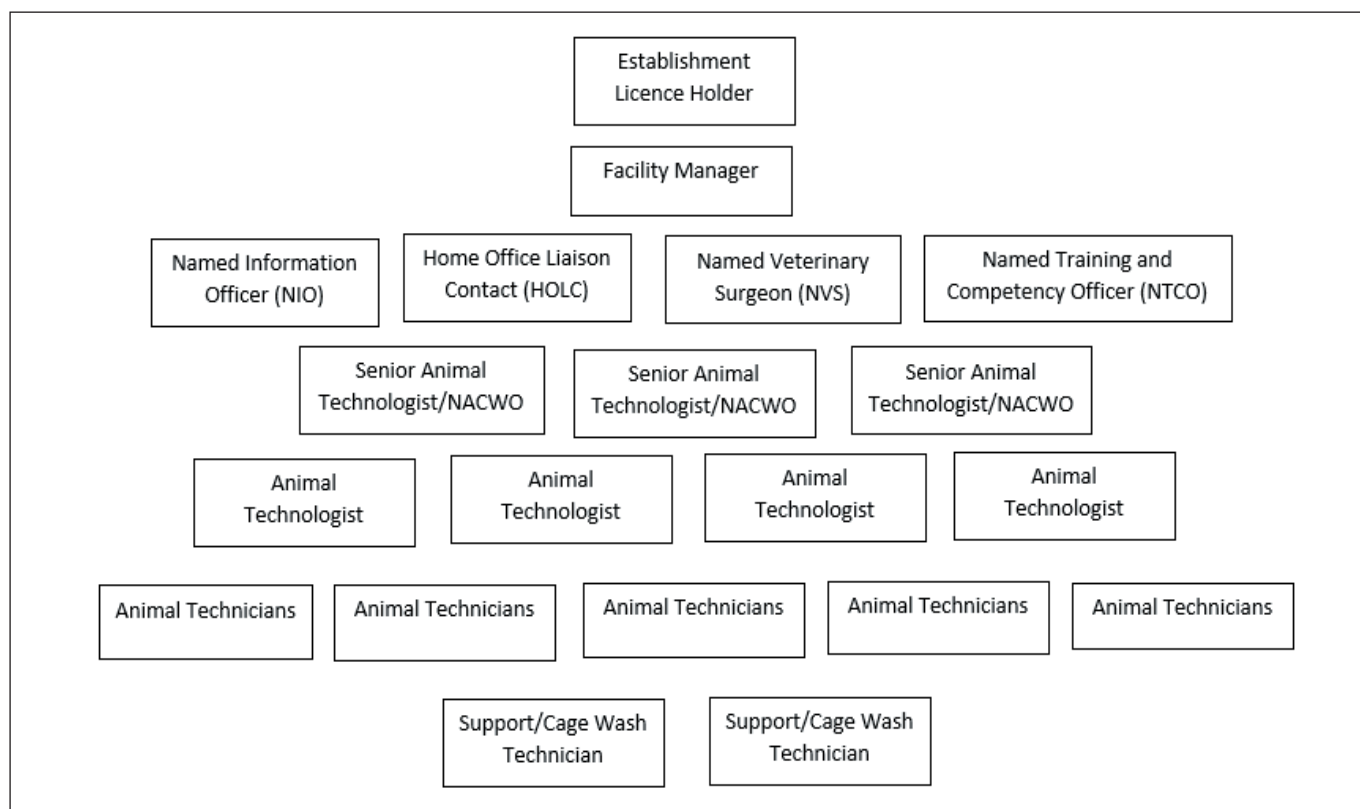 Establishment
Licence Holder
Facility Manager
Named Information
Officer (NIO)
Home Office Liaison
Contact (HOLC)
Named Veterinary
Surgeon (NVS)
Named Training and
Competency Officer (NTCO)
Senior Animal
Technologist/NACWO
Senior Animal
Technologist/NACWO
Senior Animal
Technologist/NACWO
Animal
Technologist
Animal
Technologist
Animal
Technologist
Animal
Technologist
Animal Technicians
Animal Technicians
Animal Technicians
Animal Technicians
Animal Technicians
Support/Cage Wash
Technician
Support/Cage Wash
Technician